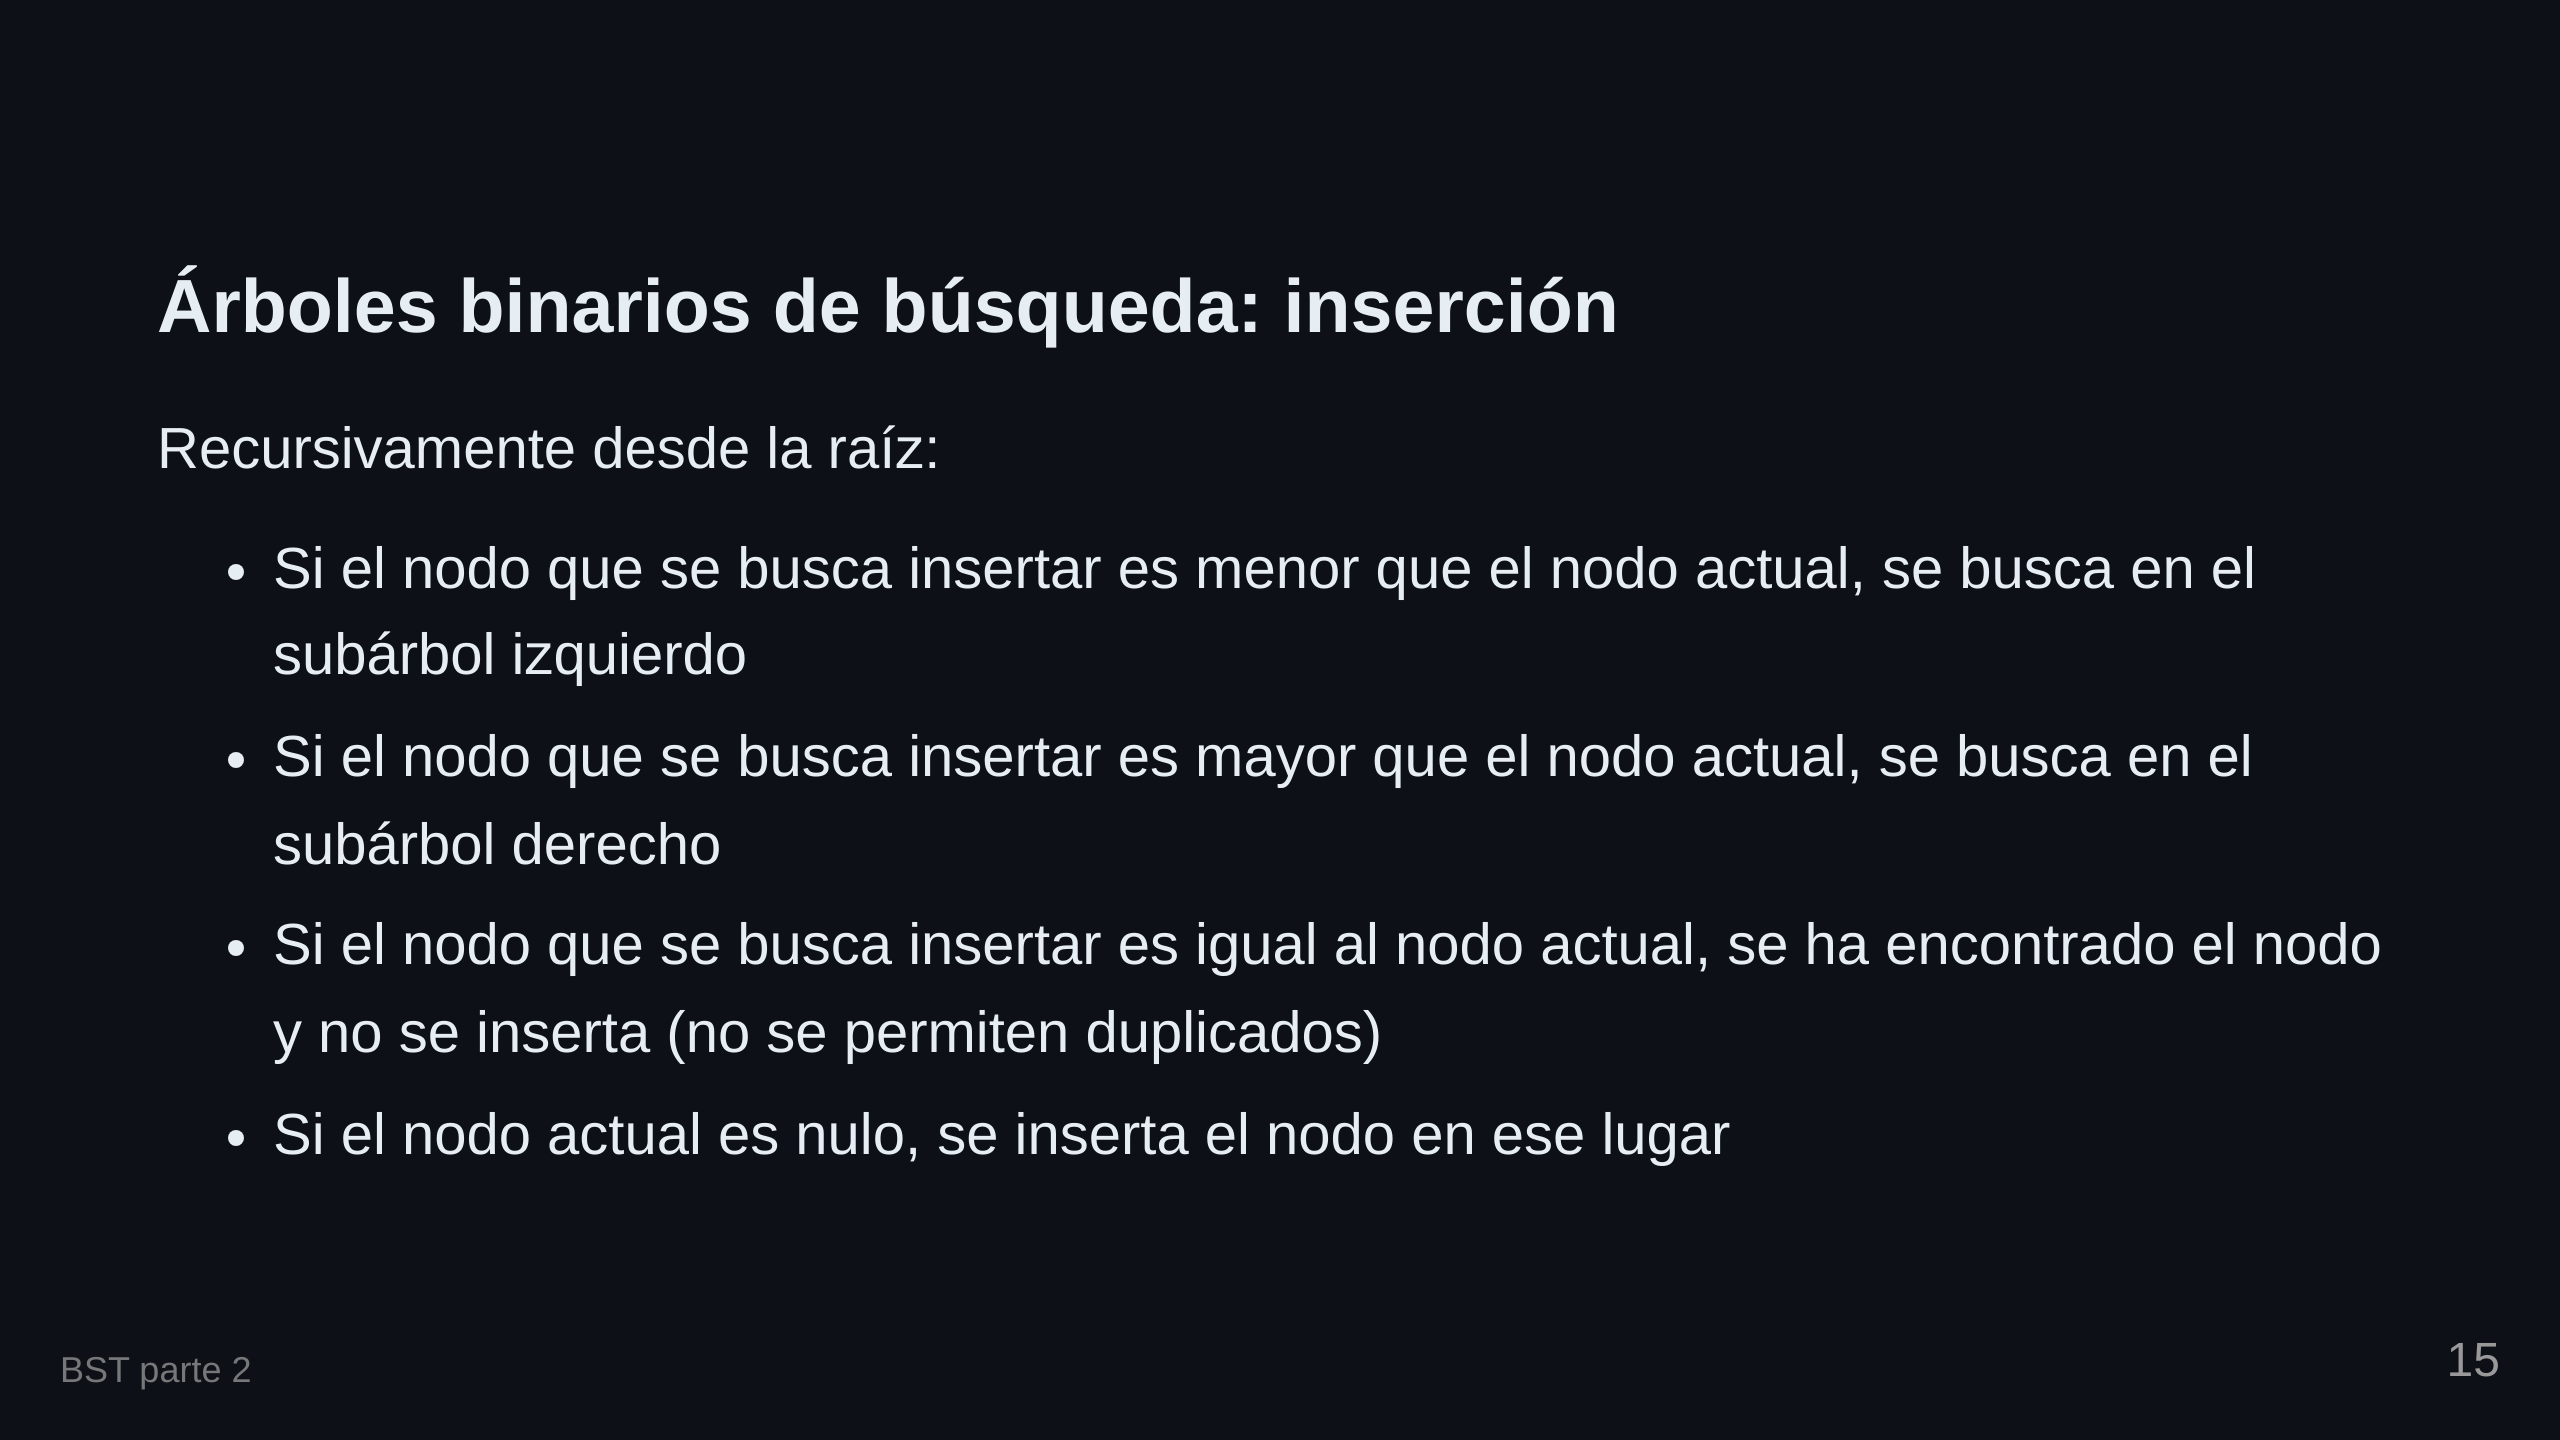 Árboles binarios de búsqueda: inserción
Recursivamente desde la raíz:
• Si el nodo que se busca insertar es menor que el nodo actual, se busca en el
subárbol izquierdo
• Si el nodo que se busca insertar es mayor que el nodo actual, se busca en el
subárbol derecho
• Si el nodo que se busca insertar es igual al nodo actual, se ha encontrado el nodo
y no se inserta (no se permiten duplicados)
• Si el nodo actual es nulo, se inserta el nodo en ese lugar
BST parte 2
15